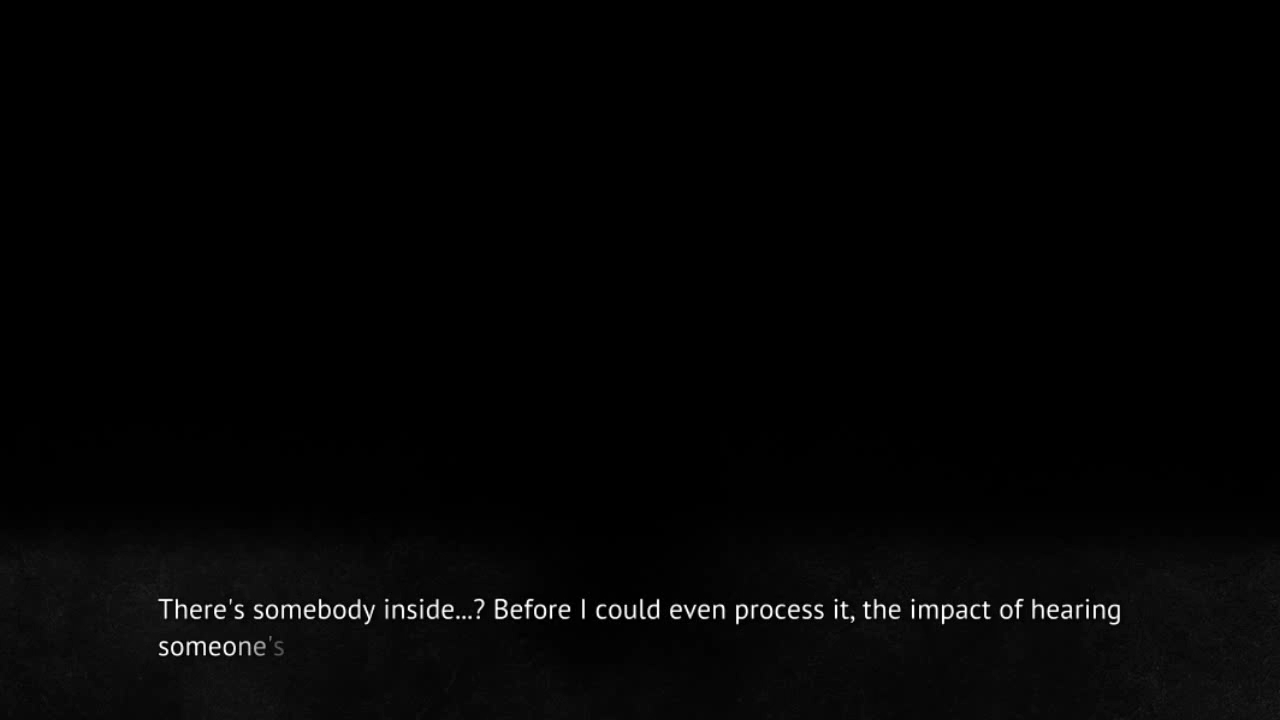 There's somebody inside...? Before I could even process it, the impact of hearing
someone's